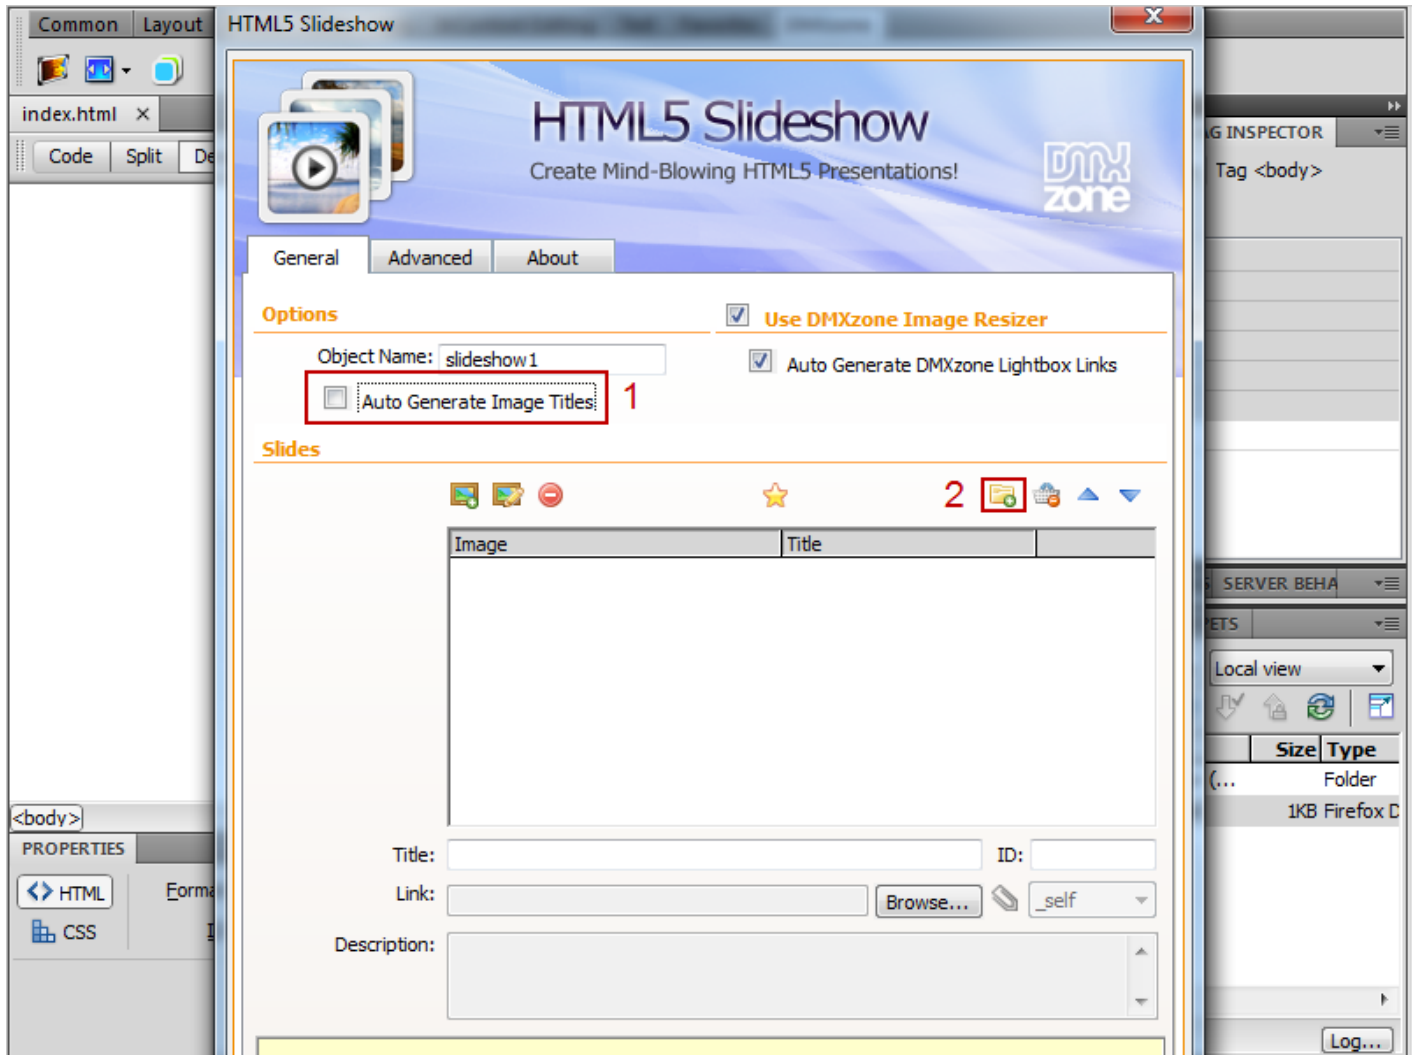 Common Layout
HTML5 Slideshow
index.html
Code Split
HTML5 Slideshow
Create Mind-Blowing HTML5 Presentations!
DMX
zone
General Advanced About
Options
Use DMXzone Image Resizer
Object Name: slideshow1
Auto Generate DMXzone Lightbox Links
Auto Generate Image Titles 1
Slides
2
Image Title
Title: ID:
Link: Browse... _self
Description:
INSPECTOR
Tag <body>
SERVER BEHA
Local view
Size Type
(... Folder
1KB Firefox D
Log...
<body>
PROPERTIES
<> HTML Forma
CSS